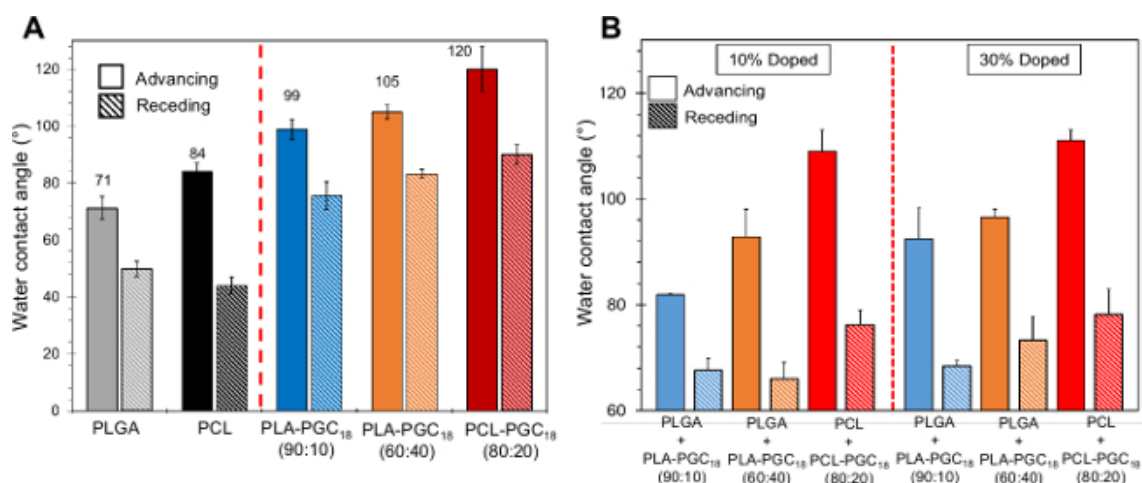 A
Water contact angle (°)
120
100
80
60
40
20
0
Advancing
Receding
71
84
99
105
120
PLGA
PCL
PLA-PGC₁₈
(90:10)
PLA-PGC₁₈
(60:40)
PCL-PGC₁₈
(80:20)
B
Water contact angle (°)
120
100
80
60
10% Doped
30% Doped
Advancing
Receding
PLGA
+
PLA-PGC₁₈
(90:10)
PLGA
+
PLA-PGC₁₈
(60:40)
PCL
+
PCL-PGC₁₈
(80:20)
PLGA
+
PLA-PGC₁₈
(90:10)
PLGA
+
PLA-PGC₁₈
(60:40)
PCL
+
PCL-PGC₁₈
(80:20)